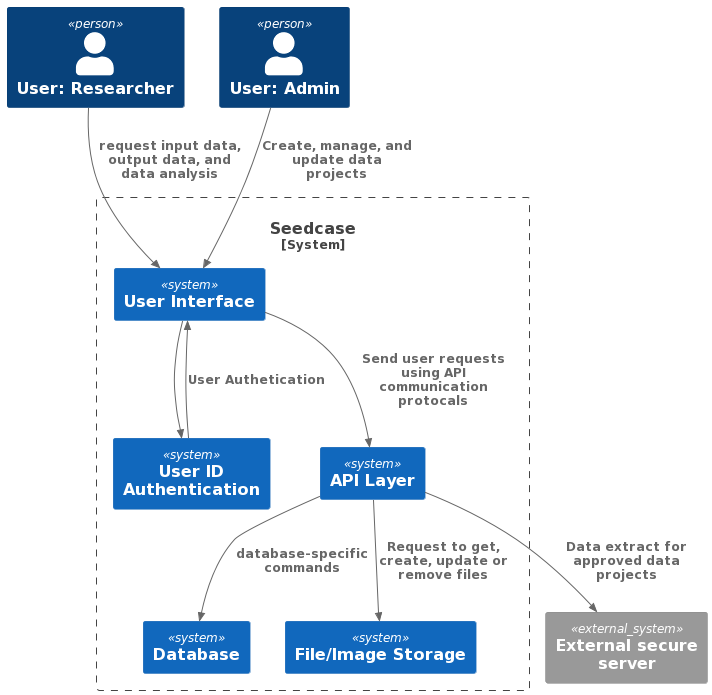 «person»
User: Researcher
«person»
User: Admin
request input data,
output data, and
data analysis
Create, manage, and
update data
projects
Seedcase
[System]
«system»
User Interface
User Authetication
Send user requests
using API
communication
protocals
«system»
User ID
Authentication
«system»
API Layer
database-specific
commands
Request to get,
create, update or
remove files
Data extract for
approved data
projects
«system»
Database
«system»
File/Image Storage
«external_system»
External secure
server